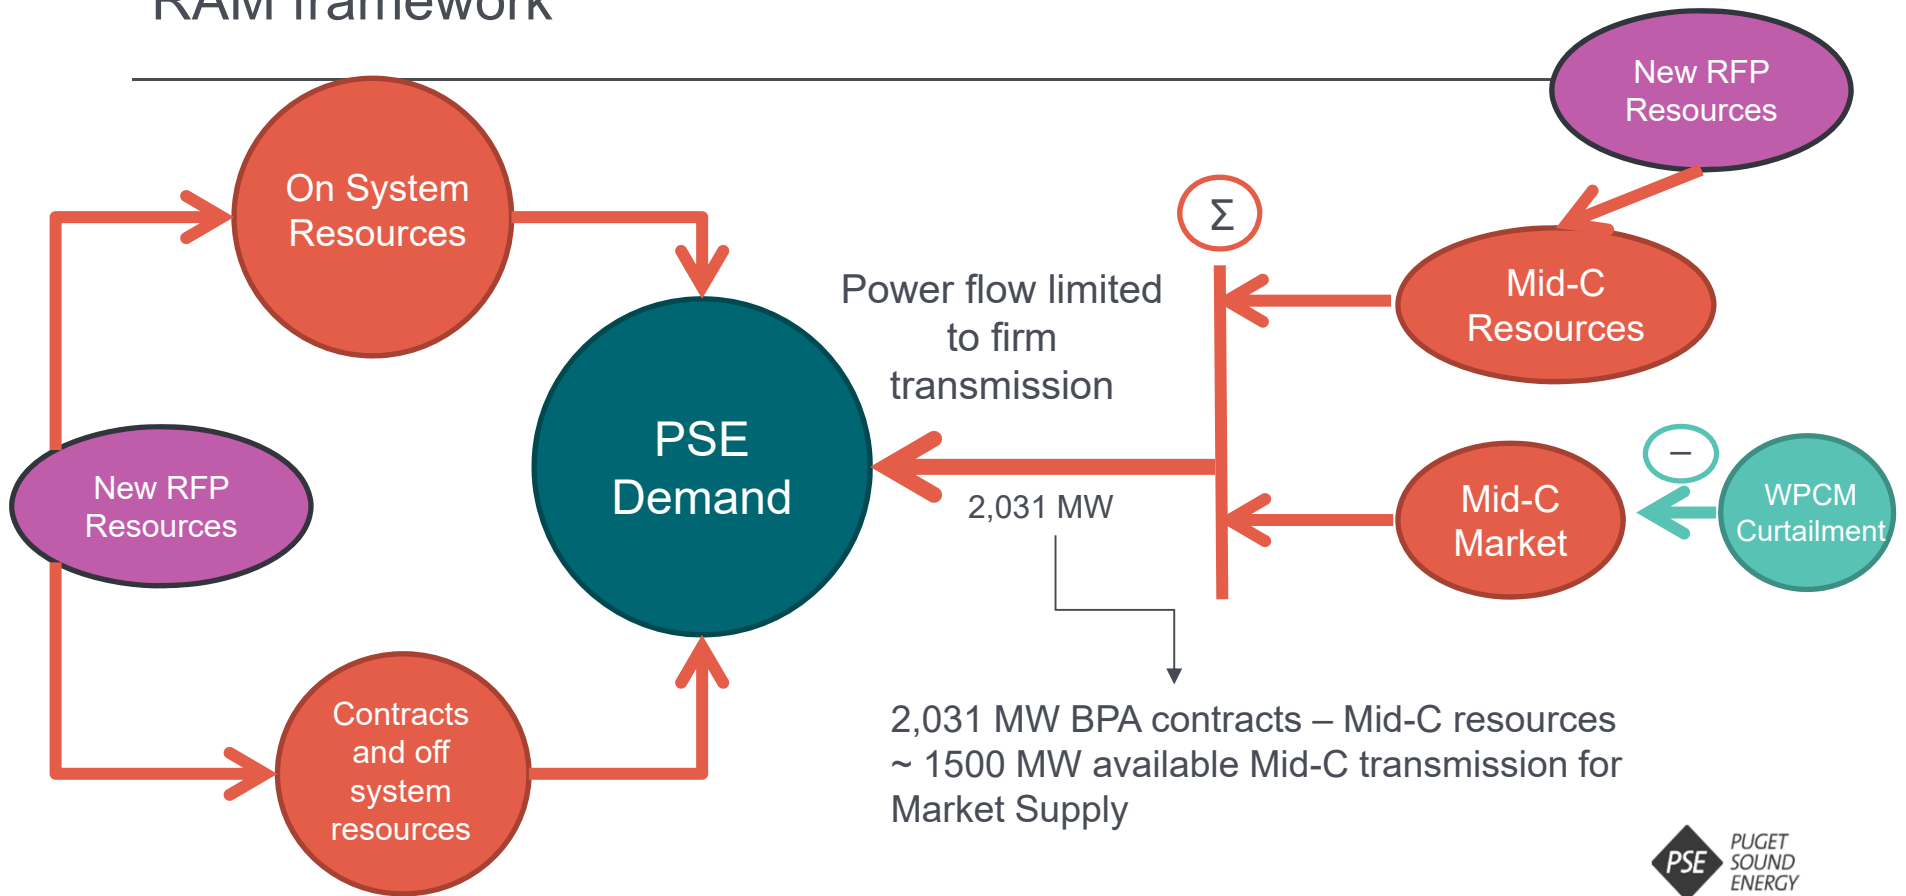 RAM framework
New RFP
Resources
On System
Resources
Σ
Power flow limited
to firm
transmission
Mid-C
Resources
PSE
Demand
2,031 MW
New RFP
Resources
Mid-C
Market
–
WPCM
Curtailment
Contracts
and off
system
resources
2,031 MW BPA contracts – Mid-C resources
~ 1500 MW available Mid-C transmission for
Market Supply
PSE
PUGET
SOUND
ENERGY